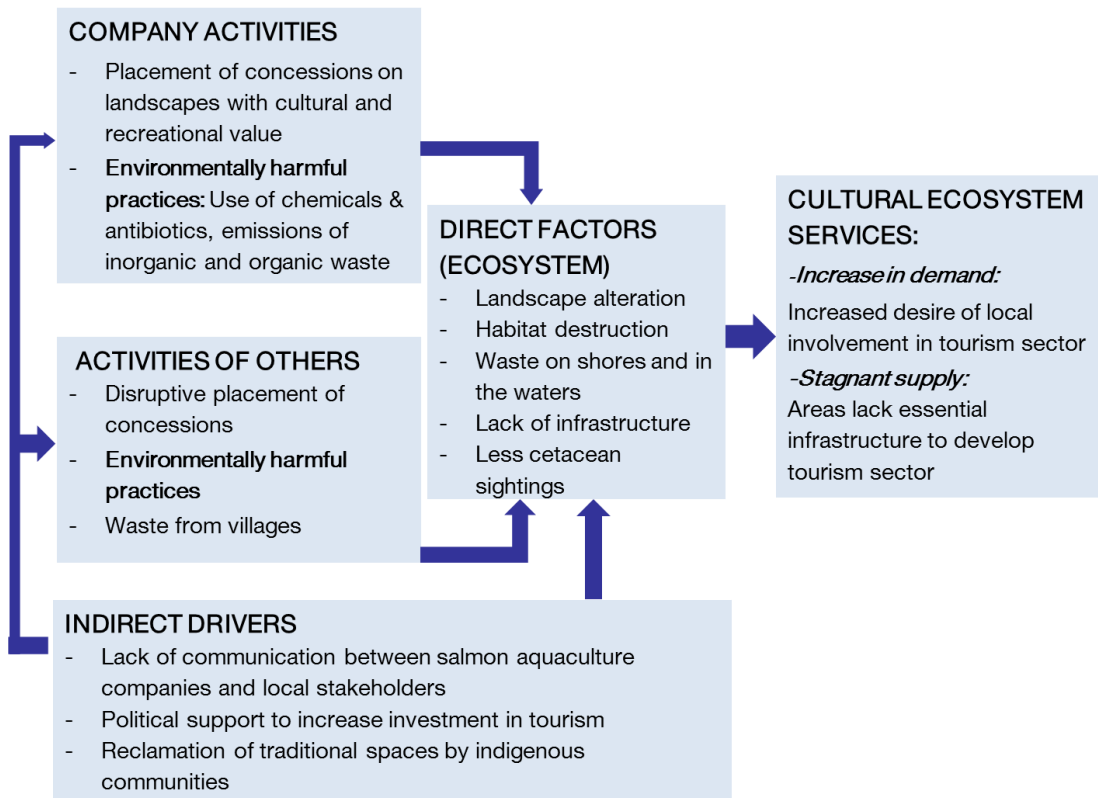 COMPANY ACTIVITIES
- Placement of concessions on
landscapes with cultural and
recreational value
- Environmentally harmful
practices: Use of chemicals &
antibiotics, emissions of
inorganic and organic waste
ACTIVITIES OF OTHERS
- Disruptive placement of
concessions
- Environmentally harmful
practices
- Waste from villages
INDIRECT DRIVERS
- Lack of communication between salmon aquaculture
companies and local stakeholders
- Political support to increase investment in tourism
- Reclamation of traditional spaces by indigenous
communities
DIRECT FACTORS
(ECOSYSTEM)
- Landscape alteration
- Habitat destruction
- Waste on shores and in
the waters
- Lack of infrastructure
- Less cetacean
sightings
CULTURAL ECOSYSTEM
SERVICES:
-Increase in demand:
Increased desire of local
involvement in tourism sector
-Stagnant supply:
Areas lack essential
infrastructure to develop
tourism sector